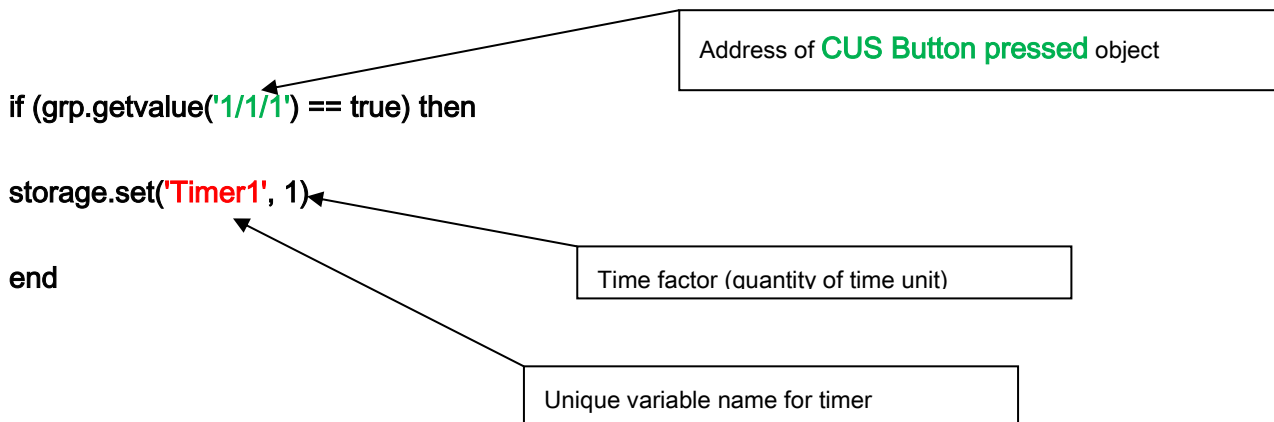 Address of CUS Button pressed object
if (grp.getvalue('1/1/1') == true) then
storage.set('Timer1', 1)
end
Time factor (quantity of time unit)
Unique variable name for timer